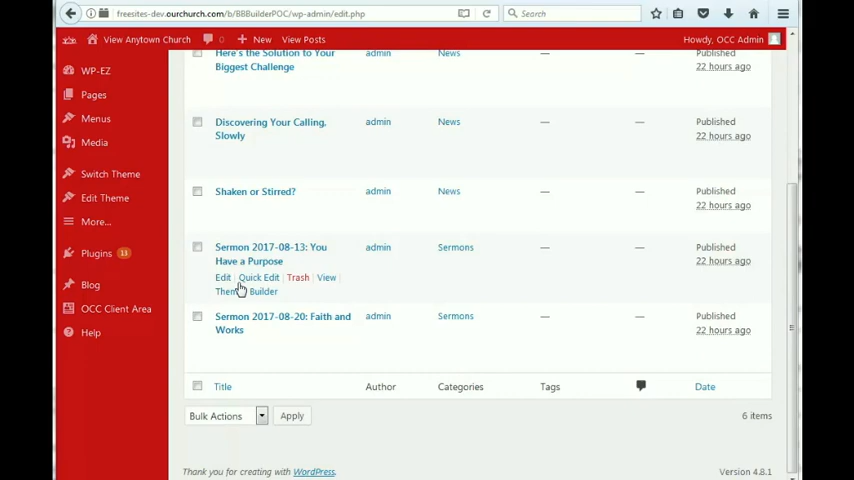 freesites-dev.ourchurch.com/b/BBBuilderPOC/wp-admin/edit.php Search
View Anytown Church 0 New View Posts Howdy, OCC Admin
WP-EZ
Pages
Menus
Media
Switch Theme
Edit Theme
More...
Plugins 13
Blog
OCC Client Area
Help
Here's the Solution to Your admin News — — Published
Biggest Challenge 22 hours ago
Discovering Your Calling, admin News — — Published
Slowly 22 hours ago
Shaken or Stirred? admin News — — Published
22 hours ago
Sermon 2017-08-13: You admin Sermons — — Published
Have a Purpose 22 hours ago
Edit | Quick Edit | Trash | View |
Builder
Sermon 2017-08-20: Faith and admin Sermons — — Published
Works 22 hours ago
Title Author Categories Tags Date
Bulk Actions Apply 6 items
Thank you for creating with WordPress. Version 4.8.1